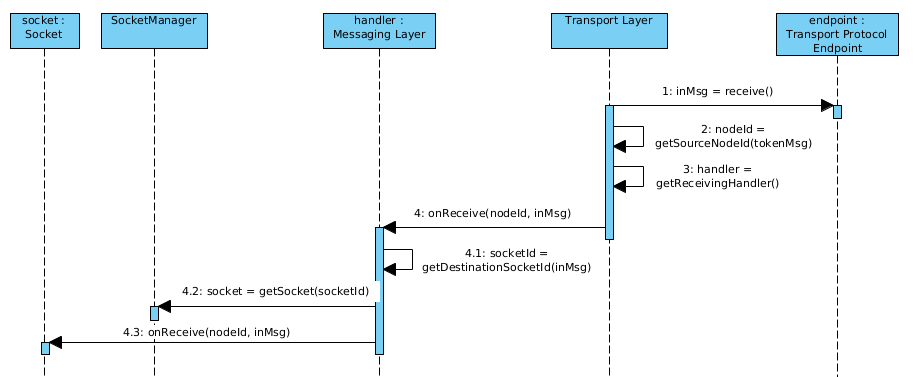 socket :
Socket
SocketManager
handler :
Messaging Layer
Transport Layer
endpoint :
Transport Protocol
Endpoint
1: inMsg = receive()
2: nodeId =
getSourceNodeId(tokenMsg)
3: handler =
getReceivingHandler()
4: onReceive(nodeId, inMsg)
4.1: socketId =
getDestinationSocketId(inMsg)
4.2: socket = getSocket(socketId)
4.3: onReceive(nodeId, inMsg)